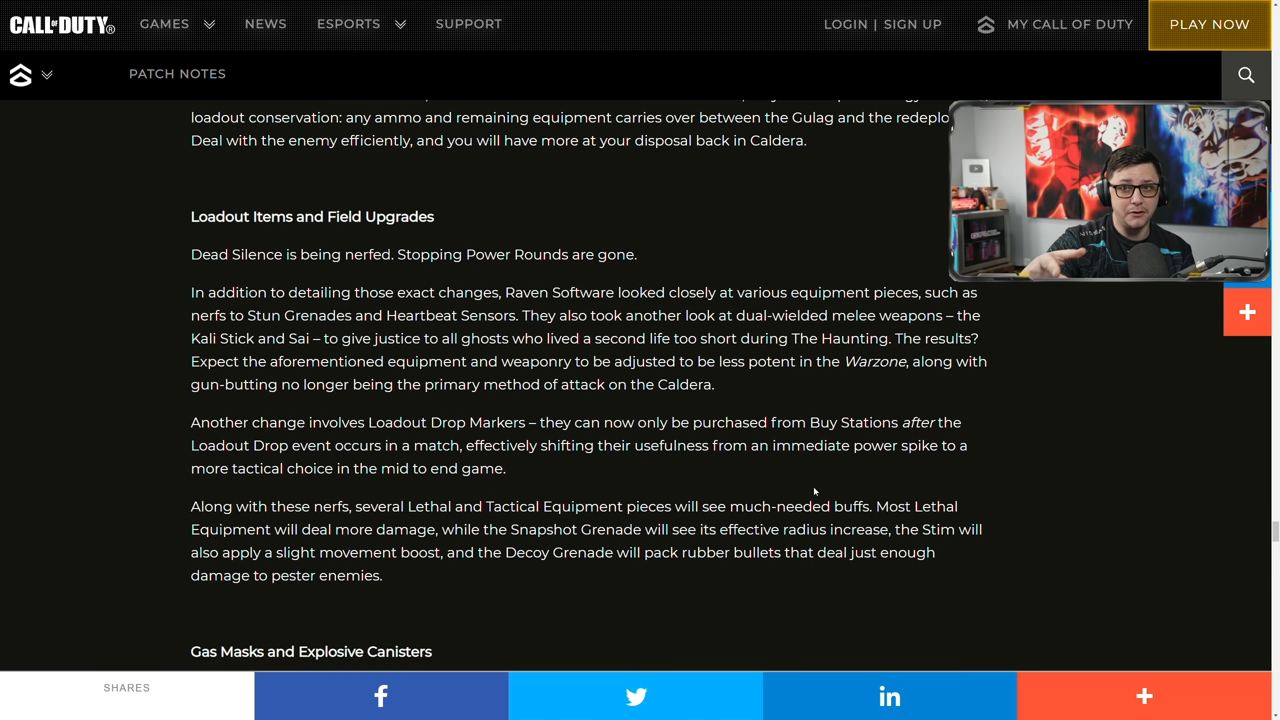 CALL OF DUTY®
GAMES
NEWS
ESPORTS
SUPPORT
LOGIN | SIGN UP
MY CALL OF DUTY
PLAY NOW
PATCH NOTES
loadout conservation: any ammo and remaining equipment carries over between the Gulag and the
Deal with the enemy efficiently, and you will have more at your disposal back in Caldera.
Loadout Items and Field Upgrades
Dead Silence is being nerfed. Stopping Power Rounds are gone.
In addition to detailing those exact changes, Raven Software looked closely at various equipment pieces, such as
nerfs to Stun Grenades and Heartbeat Sensors. They also took another look at dual-wielded melee weapons – the
Kali Stick and Sai – to give justice to all ghosts who lived a second life too short during The Haunting. The results?
Expect the aforementioned equipment and weaponry to be adjusted to be less potent in the Warzone, along with
gun-butting no longer being the primary method of attack on the Caldera.
Another change involves Loadout Drop Markers – they can now only be purchased from Buy Stations after the
Loadout Drop event occurs in a match, effectively shifting their usefulness from an immediate power spike to a
more tactical choice in the mid to end game.
Along with these nerfs, several Lethal and Tactical Equipment pieces will see much-needed buffs. Most Lethal
Equipment will deal more damage, while the Snapshot Grenade will see its effective radius increase, the Stim will
also apply a slight movement boost, and the Decoy Grenade will pack rubber bullets that deal just enough
damage to pester enemies.
Gas Masks and Explosive Canisters
SHARES